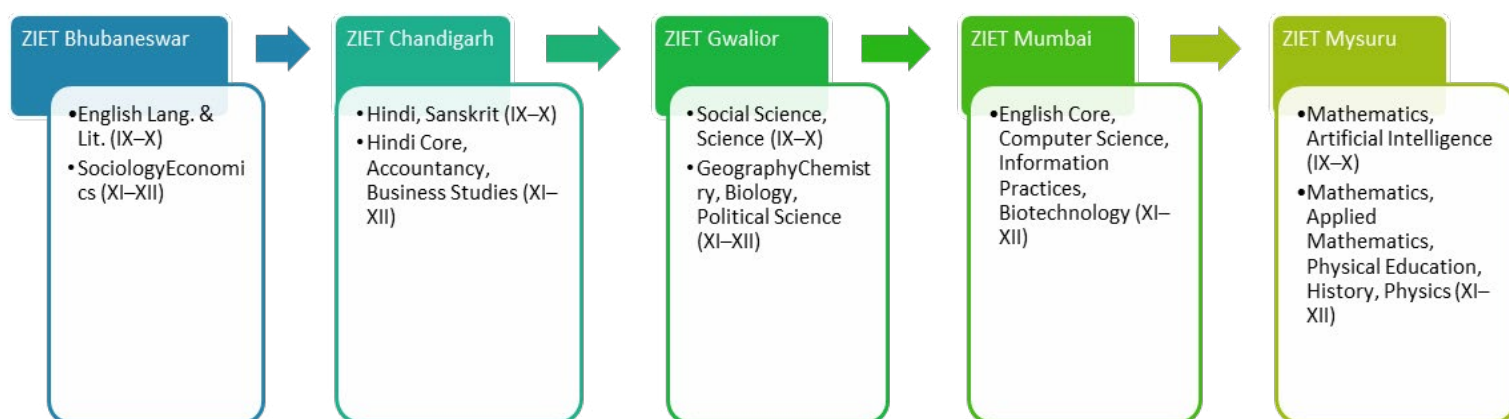 ZIET Bhubaneswar
•English Lang. &
Lit. (IX–X)
•SociologyEconomi
cs (XI–XII)
ZIET Chandigarh
•Hindi, Sanskrit (IX–X)
•Hindi Core,
Accountancy,
Business Studies (XI–
XII)
ZIET Gwalior
•Social Science,
Science (IX–X)
•GeographyChemist
ry, Biology,
Political Science
(XI–XII)
ZIET Mumbai
•English Core,
Computer Science,
Information
Practices,
Biotechnology (XI–
XII)
ZIET Mysuru
•Mathematics,
Artificial Intelligence
(IX–X)
•Mathematics,
Applied
Mathematics,
Physical Education,
History, Physics (XI–
XII)